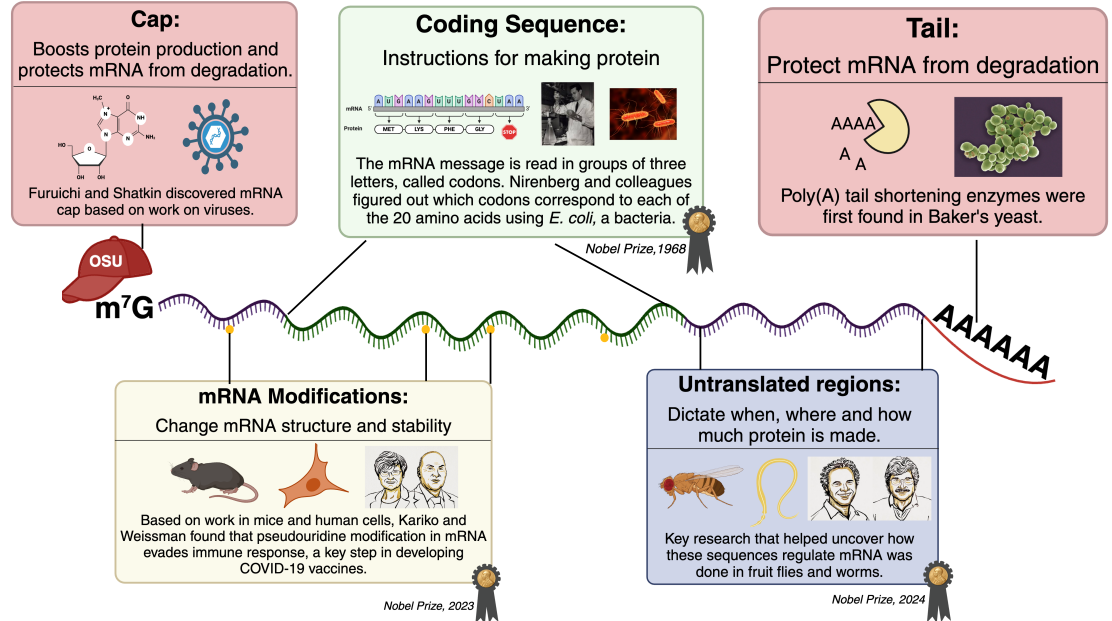 Cap:
Boosts protein production and
protects mRNA from degradation.
H₃C
O
N
N
NH
N
N
NH₂
HO
O
OH
OH
Furuichi and Shatkin discovered mRNA
cap based on work on viruses.
Coding Sequence:
Instructions for making protein
mRNA 5' A U G A A G U U U G G C U A A 3'
Protein MET LYS PHE GLY STOP
The mRNA message is read in groups of three
letters, called codons. Nirenberg and colleagues
figured out which codons correspond to each of
the 20 amino acids using E. coli, a bacteria.
Nobel Prize,1968
Tail:
Protect mRNA from degradation
AAAA
A
A
Poly(A) tail shortening enzymes were
first found in Baker's yeast.
OSU
m⁷G
AAAAAA
mRNA Modifications:
Change mRNA structure and stability
Based on work in mice and human cells, Kariko and
Weissman found that pseudouridine modification in mRNA
evades immune response, a key step in developing
COVID-19 vaccines.
Nobel Prize, 2023
Untranslated regions:
Dictate when, where and how
much protein is made.
Key research that helped uncover how
these sequences regulate mRNA was
done in fruit flies and worms.
Nobel Prize, 2024